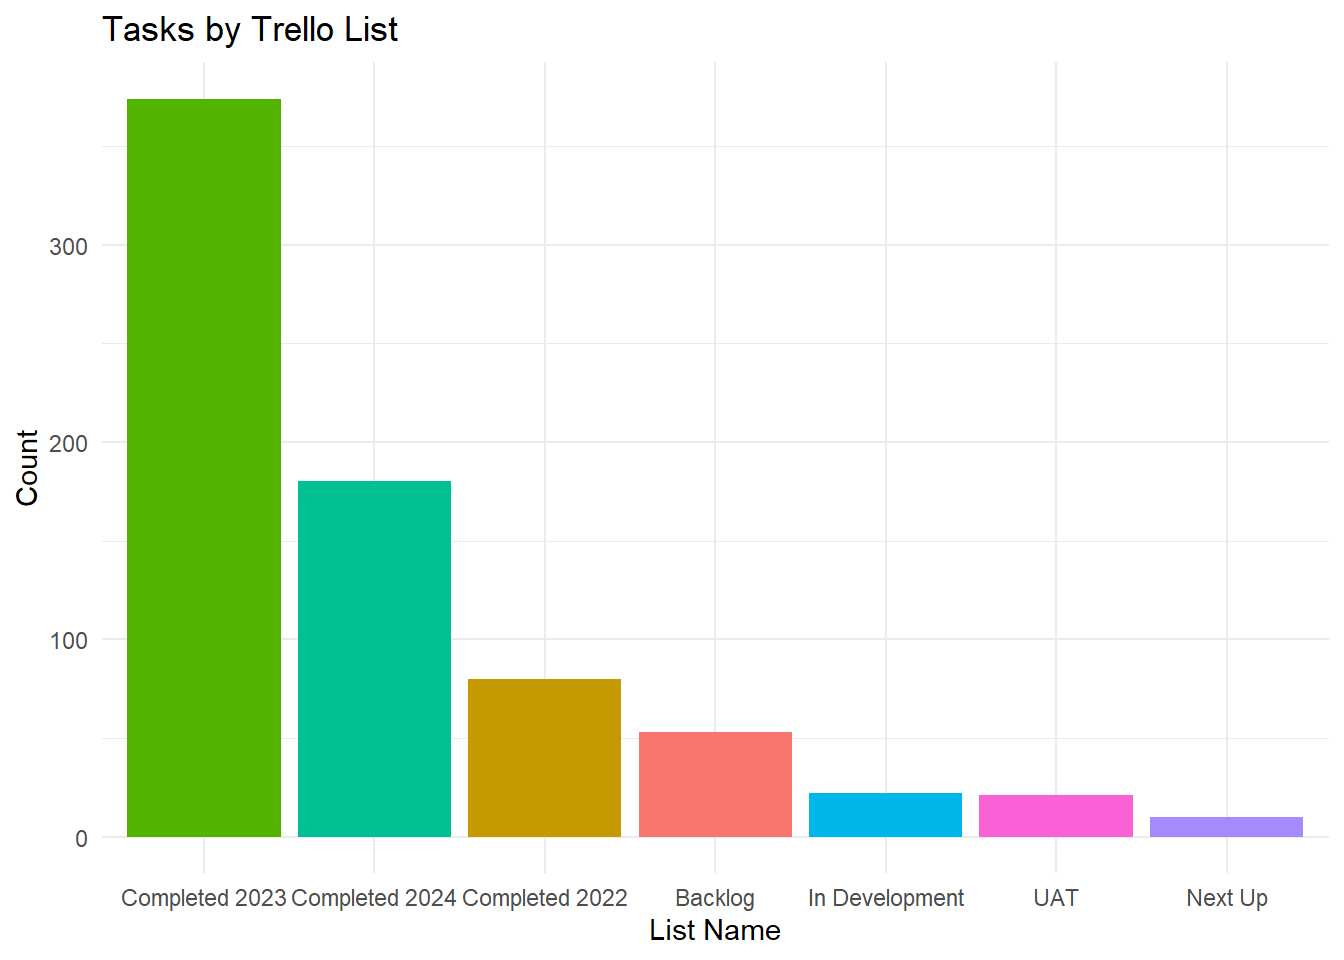 Tasks by Trello List
Count
300
200
100
0
Completed 2023 Completed 2024 Completed 2022 Backlog In Development UAT Next Up
List Name